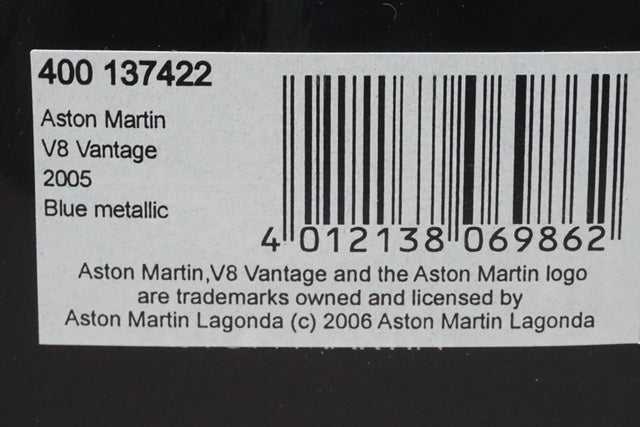 400 137422
Aston Martin
V8 Vantage
2005
Blue metallic
4 012138 069862
Aston Martin,V8 Vantage and the Aston Martin logo
are trademarks owned and licensed by
Aston Martin Lagonda (c) 2006 Aston Martin Lagonda